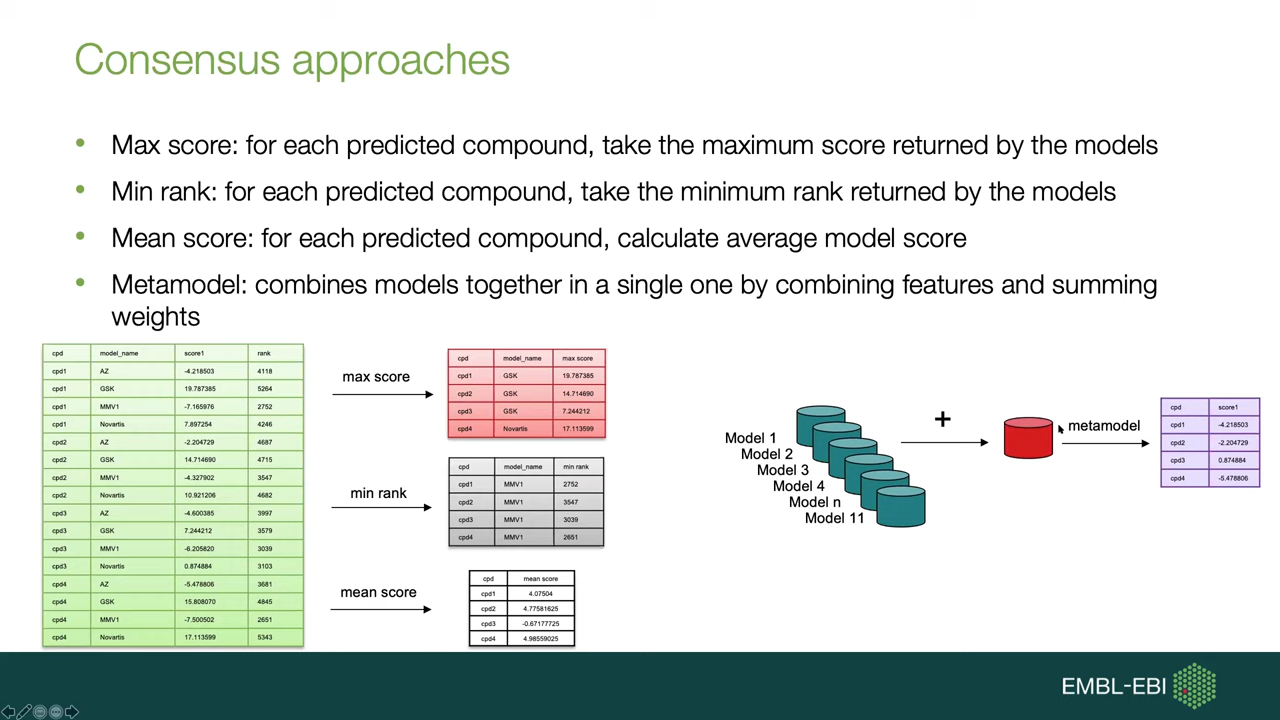 Consensus approaches
• Max score: for each predicted compound, take the maximum score returned by the models
• Min rank: for each predicted compound, take the minimum rank returned by the models
• Mean score: for each predicted compound, calculate average model score
• Metamodel: combines models together in a single one by combining features and summing
weights
cpd model_name score1 rank
cpd1 AZ -4.218503 4118
cpd1 GSK 19.787385 5264
cpd1 MMV1 -7.165976 2752
cpd1 Novartis 7.897254 4246
cpd2 AZ -2.204729 4687
cpd2 GSK 14.714690 4715
cpd2 MMV1 -4.327902 3547
cpd2 Novartis 10.921206 4682
cpd3 AZ -4.600385 3997
cpd3 GSK 7.244212 3579
cpd3 MMV1 -6.205820 3039
cpd3 Novartis 0.874884 3103
cpd4 AZ -5.478806 3681
cpd4 GSK 15.808070 4845
cpd4 MMV1 -7.500502 2651
cpd4 Novartis 17.113599 5343
max score
cpd model_name max score
cpd1 GSK 19.787385
cpd2 GSK 14.714690
cpd3 GSK 7.244212
cpd4 Novartis 17.113599
min rank
cpd model_name min rank
cpd1 MMV1 2752
cpd2 MMV1 3547
cpd3 MMV1 3039
cpd4 MMV1 2651
mean score
cpd mean score
cpd1 4.07504
cpd2 4.77581625
cpd3 -0.67177725
cpd4 4.98559025
Model 1
Model 2
Model 3
Model 4
Model n
Model 11
+
metamodel
cpd score1
cpd1 -4.218503
cpd2 -2.204729
cpd3 0.874884
cpd4 -5.478806
EMBL-EBI